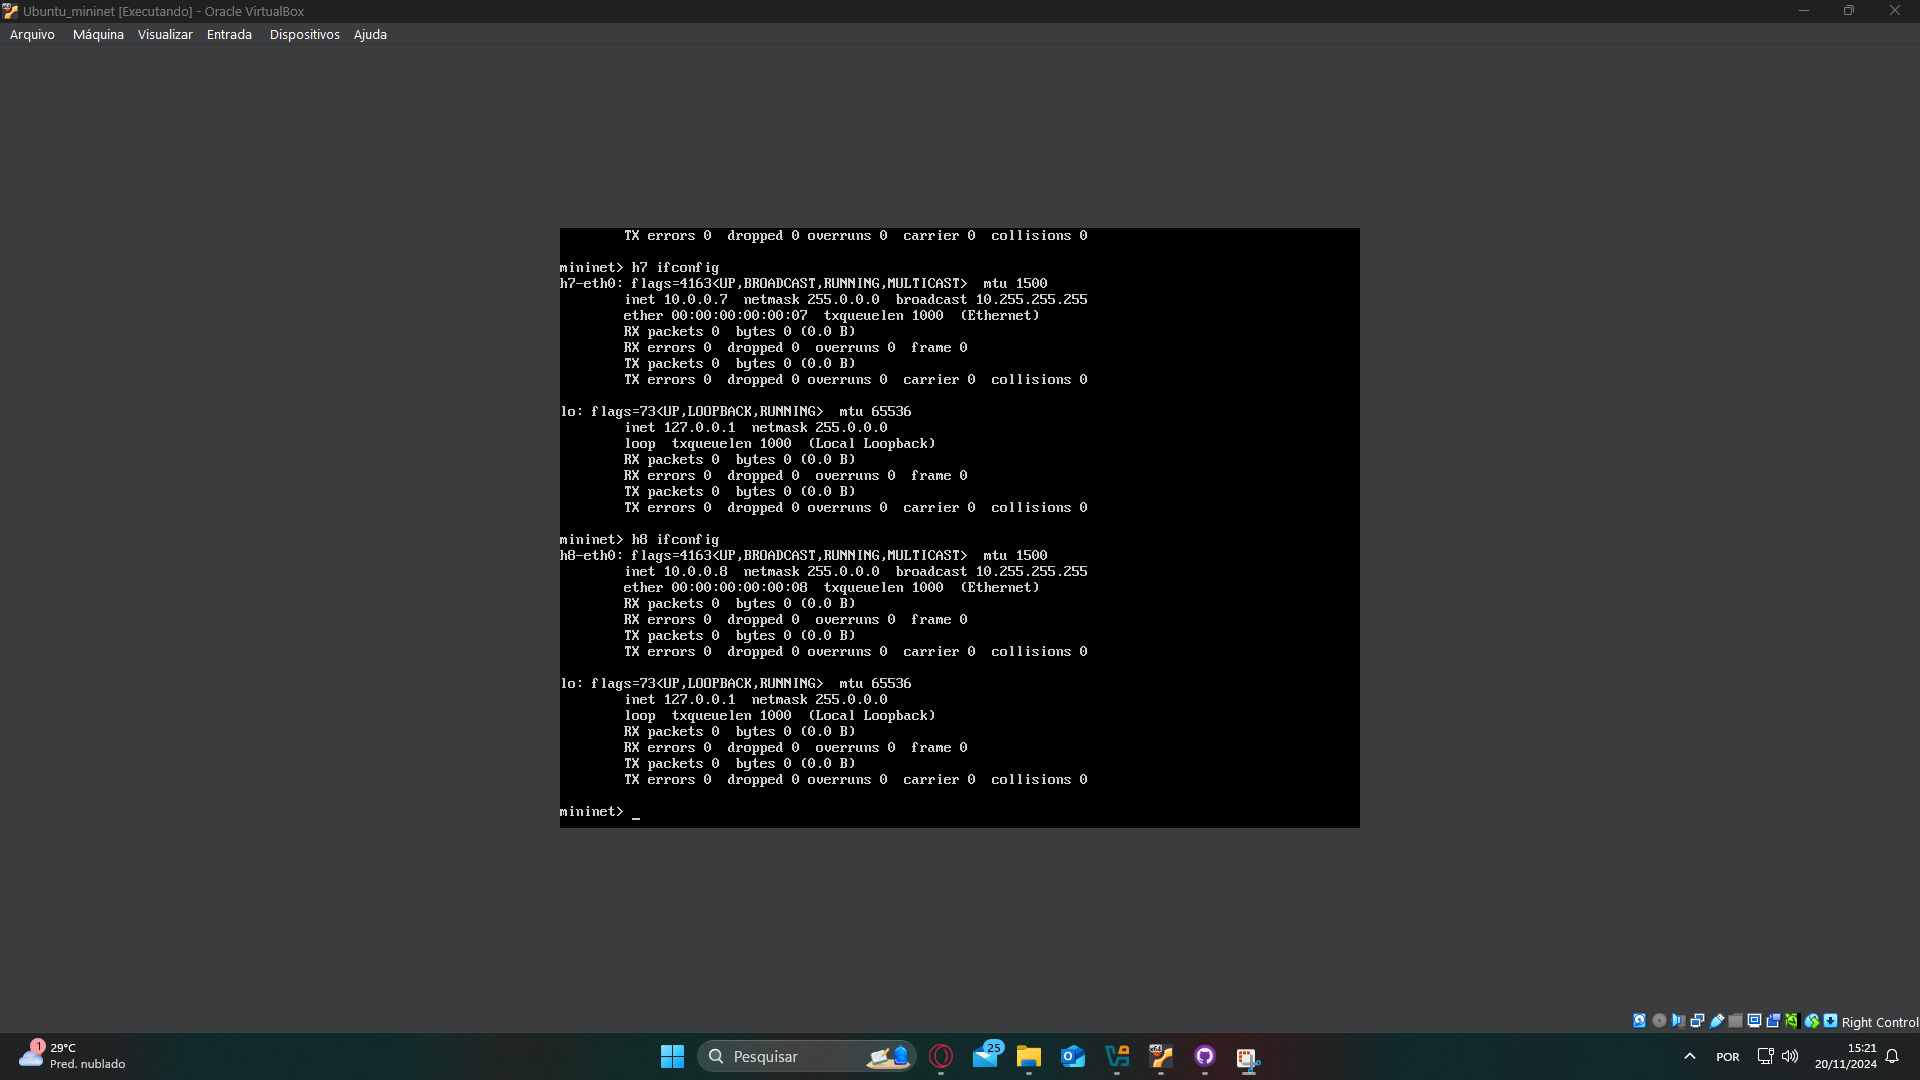 Ubuntu_mininet [Executando] - Oracle VirtualBox
Arquivo Máquina Visualizar Entrada Dispositivos Ajuda
TX errors 0  dropped 0 overruns 0  carrier 0  collisions 0
mininet> h7 ifconfig
h7-eth0: flags=4163<UP,BROADCAST,RUNNING,MULTICAST>  mtu 1500
inet 10.0.0.7  netmask 255.0.0.0  broadcast 10.255.255.255
ether 00:00:00:00:00:07  txqueuelen 1000  (Ethernet)
RX packets 0  bytes 0 (0.0 B)
RX errors 0  dropped 0  overruns 0  frame 0
TX packets 0  bytes 0 (0.0 B)
TX errors 0  dropped 0 overruns 0  carrier 0  collisions 0
lo: flags=73<UP,LOOPBACK,RUNNING>  mtu 65536
inet 127.0.0.1  netmask 255.0.0.0
loop  txqueuelen 1000  (Local Loopback)
RX packets 0  bytes 0 (0.0 B)
RX errors 0  dropped 0  overruns 0  frame 0
TX packets 0  bytes 0 (0.0 B)
TX errors 0  dropped 0 overruns 0  carrier 0  collisions 0
mininet> h8 ifconfig
h8-eth0: flags=4163<UP,BROADCAST,RUNNING,MULTICAST>  mtu 1500
inet 10.0.0.8  netmask 255.0.0.0  broadcast 10.255.255.255
ether 00:00:00:00:00:08  txqueuelen 1000  (Ethernet)
RX packets 0  bytes 0 (0.0 B)
RX errors 0  dropped 0  overruns 0  frame 0
TX packets 0  bytes 0 (0.0 B)
TX errors 0  dropped 0 overruns 0  carrier 0  collisions 0
lo: flags=73<UP,LOOPBACK,RUNNING>  mtu 65536
inet 127.0.0.1  netmask 255.0.0.0
loop  txqueuelen 1000  (Local Loopback)
RX packets 0  bytes 0 (0.0 B)
RX errors 0  dropped 0  overruns 0  frame 0
TX packets 0  bytes 0 (0.0 B)
TX errors 0  dropped 0 overruns 0  carrier 0  collisions 0
mininet> _
Right Control
1
29°C
Pred. nublado
Pesquisar
25
POR
15:21
20/11/2024